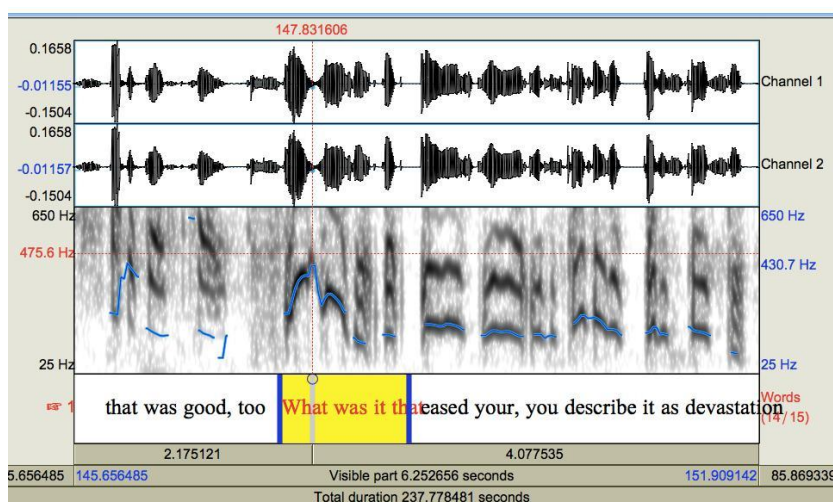 147.831606
0.1658
-0.01155
-0.1504
Channel 1
0.1658
-0.01157
-0.1504
Channel 2
650 Hz
650 Hz
475.6 Hz
430.7 Hz
25 Hz
25 Hz
1 that was good, too What was it that eased your, you describe it as devastation
Words
(14/15)
2.175121 4.077535
5.656485 145.656485 Visible part 6.252656 seconds 151.909142 85.869339
Total duration 237.778481 seconds